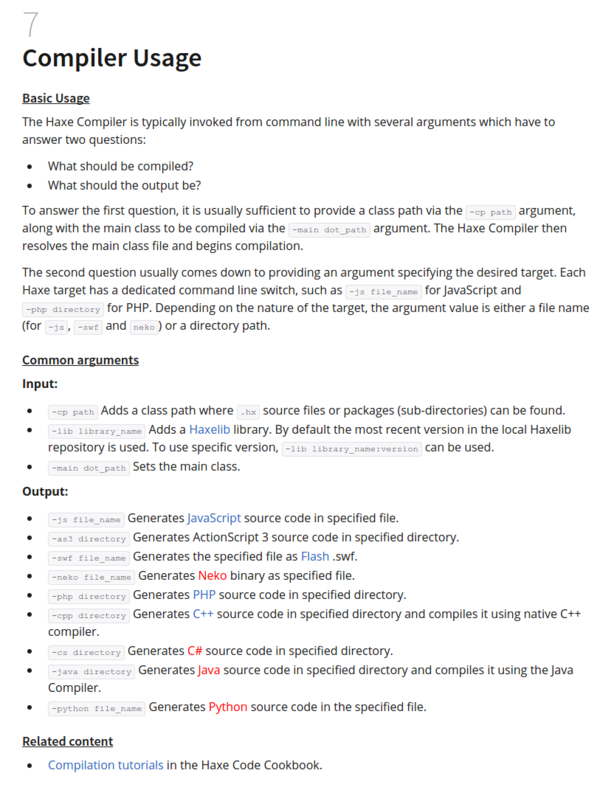 7
Compiler Usage
Basic Usage
The Haxe Compiler is typically invoked from command line with several arguments which have to
answer two questions:
• What should be compiled?
• What should the output be?
To answer the first question, it is usually sufficient to provide a class path via the -cp path argument,
along with the main class to be compiled via the -main dot_path argument. The Haxe Compiler then
resolves the main class file and begins compilation.
The second question usually comes down to providing an argument specifying the desired target. Each
Haxe target has a dedicated command line switch, such as -js file_name for JavaScript and
-php directory for PHP. Depending on the nature of the target, the argument value is either a file name
(for -js, -swf and neko) or a directory path.
Common arguments
Input:
• -cp path Adds a class path where .hx source files or packages (sub-directories) can be found.
• -lib library_name Adds a Haxelib library. By default the most recent version in the local Haxelib
repository is used. To use specific version, -lib library_name:version can be used.
• -main dot_path Sets the main class.
Output:
• -js file_name Generates JavaScript source code in specified file.
• -as3 directory Generates ActionScript 3 source code in specified directory.
• -swf file_name Generates the specified file as Flash .swf.
• -neko file_name Generates Neko binary as specified file.
• -php directory Generates PHP source code in specified directory.
• -cpp directory Generates C++ source code in specified directory and compiles it using native C++
compiler.
• -cs directory Generates C# source code in specified directory.
• -java directory Generates Java source code in specified directory and compiles it using the Java
Compiler.
• -python file_name Generates Python source code in the specified file.
Related content
• Compilation tutorials in the Haxe Code Cookbook.